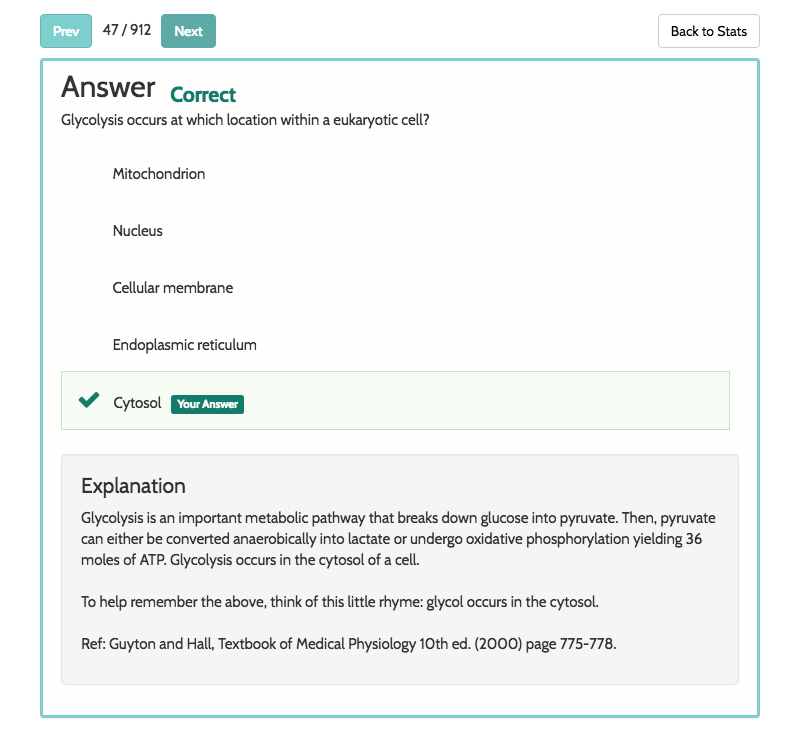 Prev 47 / 912 Next Back to Stats
Answer Correct
Glycolysis occurs at which location within a eukaryotic cell?
Mitochondrion
Nucleus
Cellular membrane
Endoplasmic reticulum
Cytosol Your Answer
Explanation
Glycolysis is an important metabolic pathway that breaks down glucose into pyruvate. Then, pyruvate
can either be converted anaerobically into lactate or undergo oxidative phosphorylation yielding 36
moles of ATP. Glycolysis occurs in the cytosol of a cell.
To help remember the above, think of this little rhyme: glycol occurs in the cytosol.
Ref: Guyton and Hall, Textbook of Medical Physiology 10th ed. (2000) page 775-778.